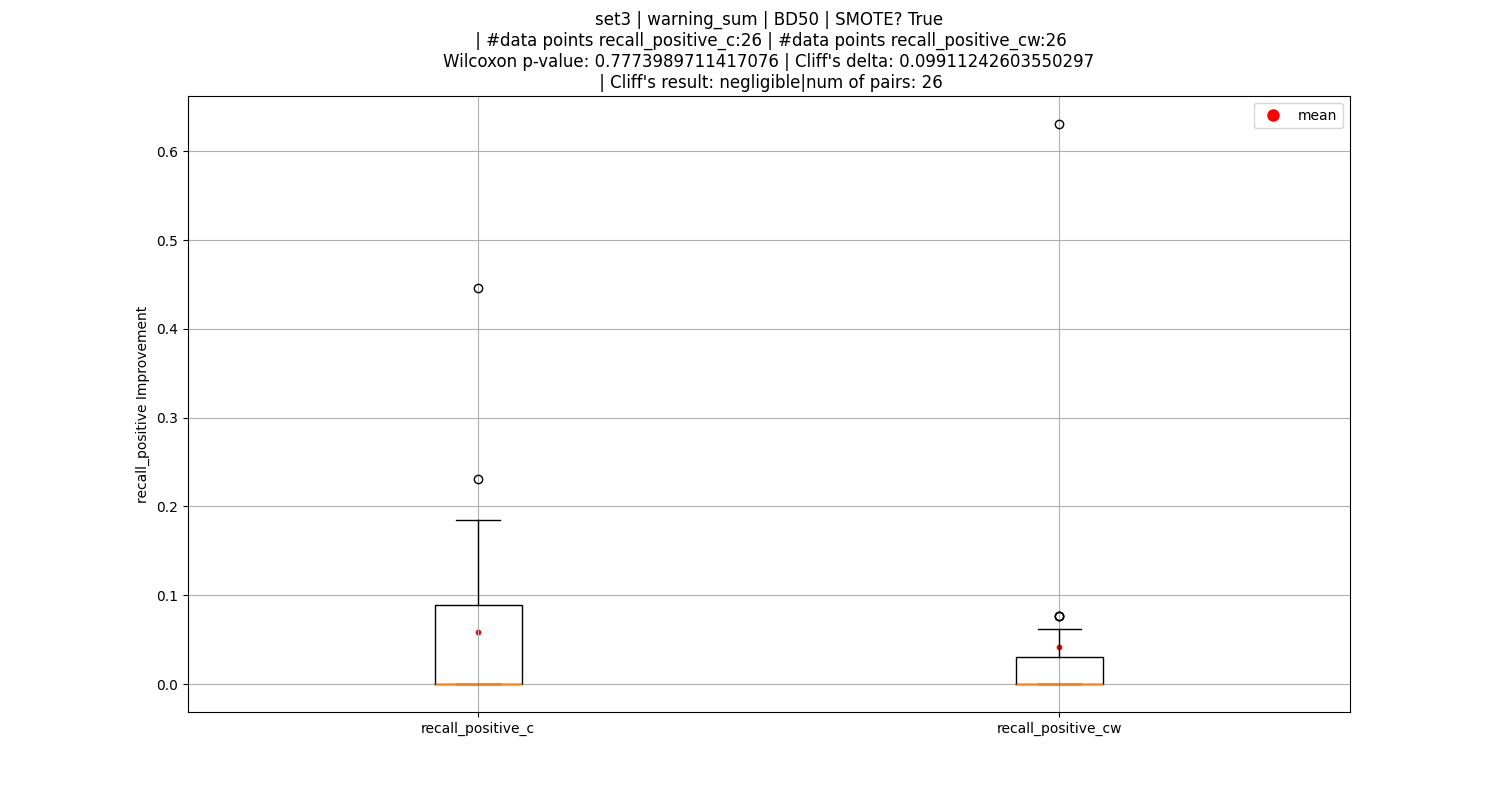 set3 | warning_sum | BD50 | SMOTE? True
| #data points recall_positive_c:26 | #data points recall_positive_cw:26
Wilcoxon p-value: 0.7773989711417076 | Cliff's delta: 0.09911242603550297
| Cliff's result: negligible|num of pairs: 26
mean
0.6
0.5
0.4
0.3
0.2
0.1
0.0
recall_positive Improvement
recall_positive_c
recall_positive_cw